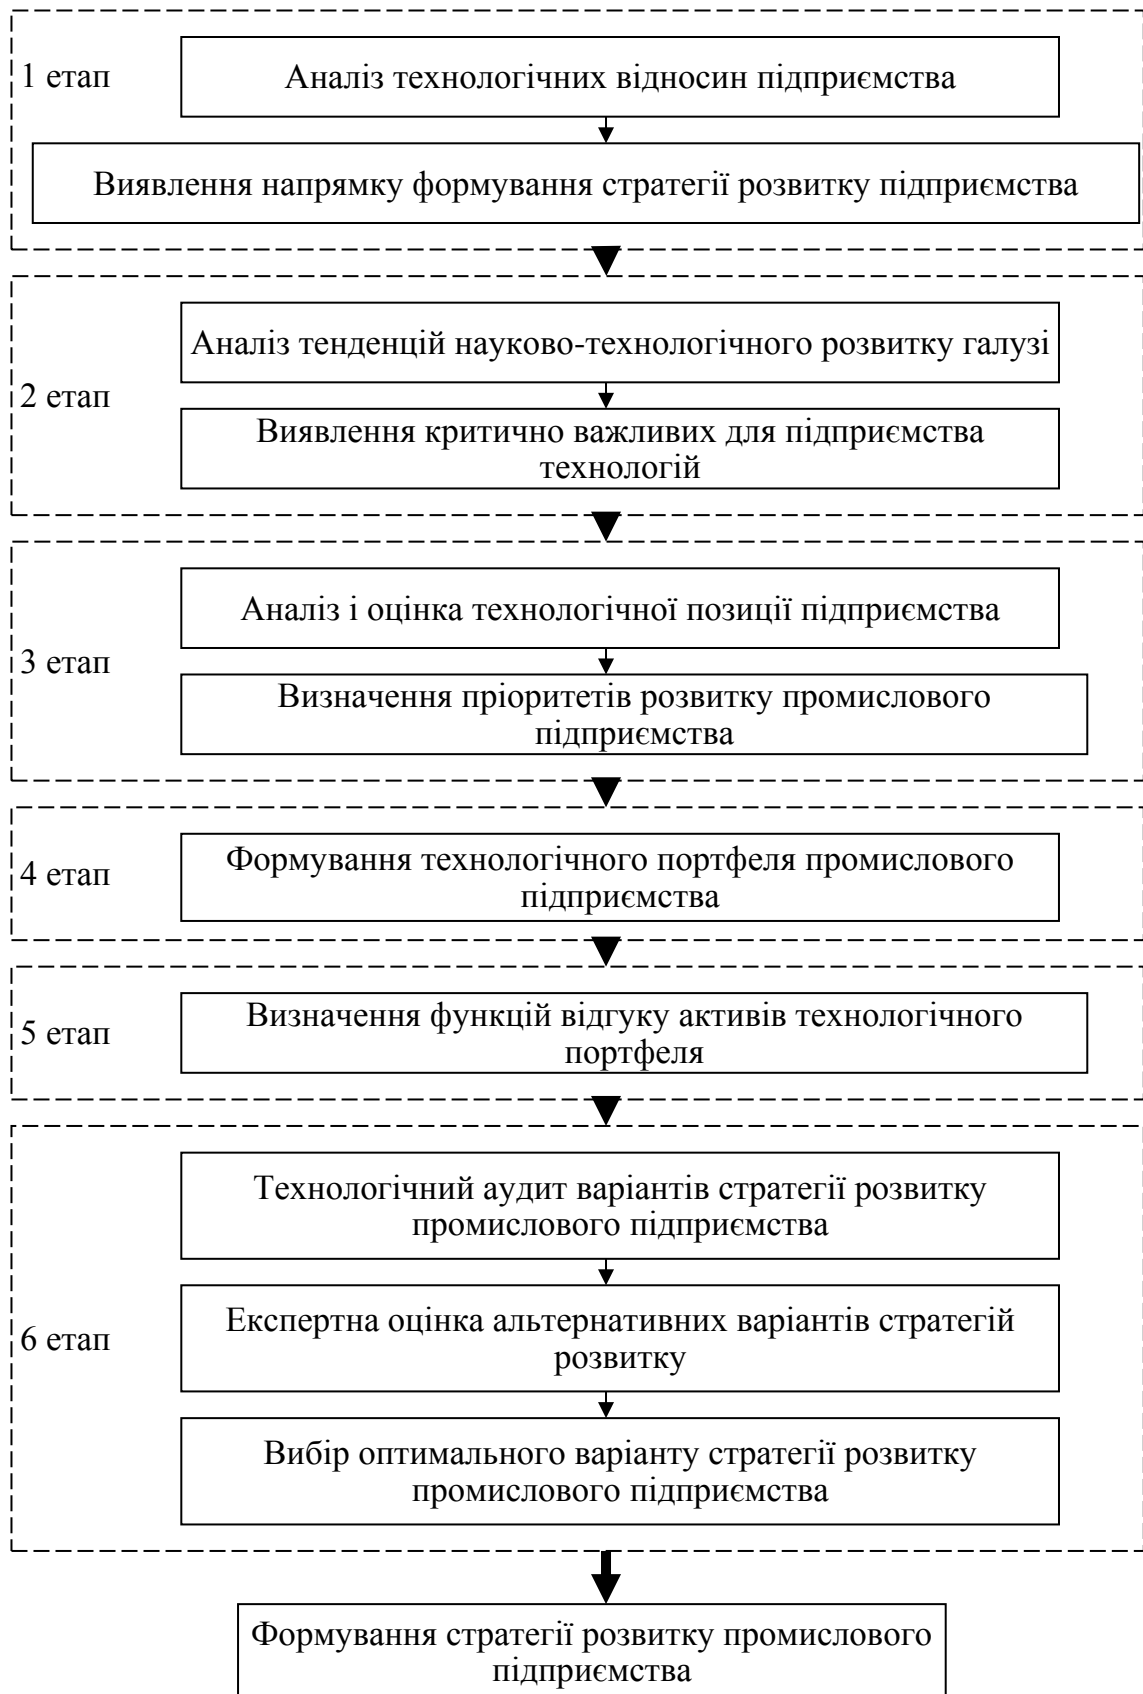 1 етап
Аналіз технологічних відносин підприємства
Виявлення напрямку формування стратегії розвитку підприємства
2 етап
Аналіз тенденцій науково-технологічного розвитку галузі
Виявлення критично важливих для підприємства
технологій
3 етап
Аналіз і оцінка технологічної позиції підприємства
Визначення пріоритетів розвитку промислового
підприємства
4 етап
Формування технологічного портфеля промислового
підприємства
5 етап
Визначення функцій відгуку активів технологічного
портфеля
6 етап
Технологічний аудит варіантів стратегії розвитку
промислового підприємства
Експертна оцінка альтернативних варіантів стратегій
розвитку
Вибір оптимального варіанту стратегії розвитку
промислового підприємства
Формування стратегії розвитку промислового
підприємства